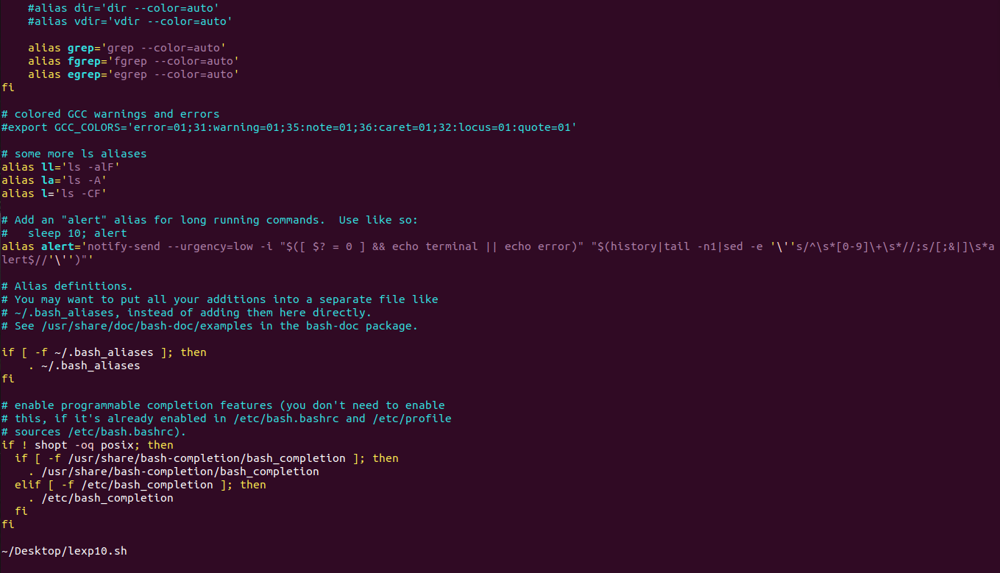 #alias dir='dir --color=auto'
#alias vdir='vdir --color=auto'
alias grep='grep --color=auto'
alias fgrep='fgrep --color=auto'
alias egrep='egrep --color=auto'
fi
# colored GCC warnings and errors
#export GCC_COLORS='error=01;31:warning=01;35:note=01;36:caret=01;32:locus=01:quote=01'
# some more ls aliases
alias ll='ls -alF'
alias la='ls -A'
alias l='ls -CF'
# Add an "alert" alias for long running commands.  Use like so:
#   sleep 10; alert
alias alert='notify-send --urgency=low -i "$([ $? = 0 ] && echo terminal || echo error)" "$(history|tail -n1|sed -e '\''s/^\s*[0-9]\+\s*//;s/[;&|]\s*a
lert$//'\'')"'
# Alias definitions.
# You may want to put all your additions into a separate file like
# ~/.bash_aliases, instead of adding them here directly.
# See /usr/share/doc/bash-doc/examples in the bash-doc package.
if [ -f ~/.bash_aliases ]; then
. ~/.bash_aliases
fi
# enable programmable completion features (you don't need to enable
# this, if it's already enabled in /etc/bash.bashrc and /etc/profile
# sources /etc/bash.bashrc).
if ! shopt -oq posix; then
if [ -f /usr/share/bash-completion/bash_completion ]; then
. /usr/share/bash-completion/bash_completion
elif [ -f /etc/bash_completion ]; then
. /etc/bash_completion
fi
fi
~/Desktop/lexp10.sh